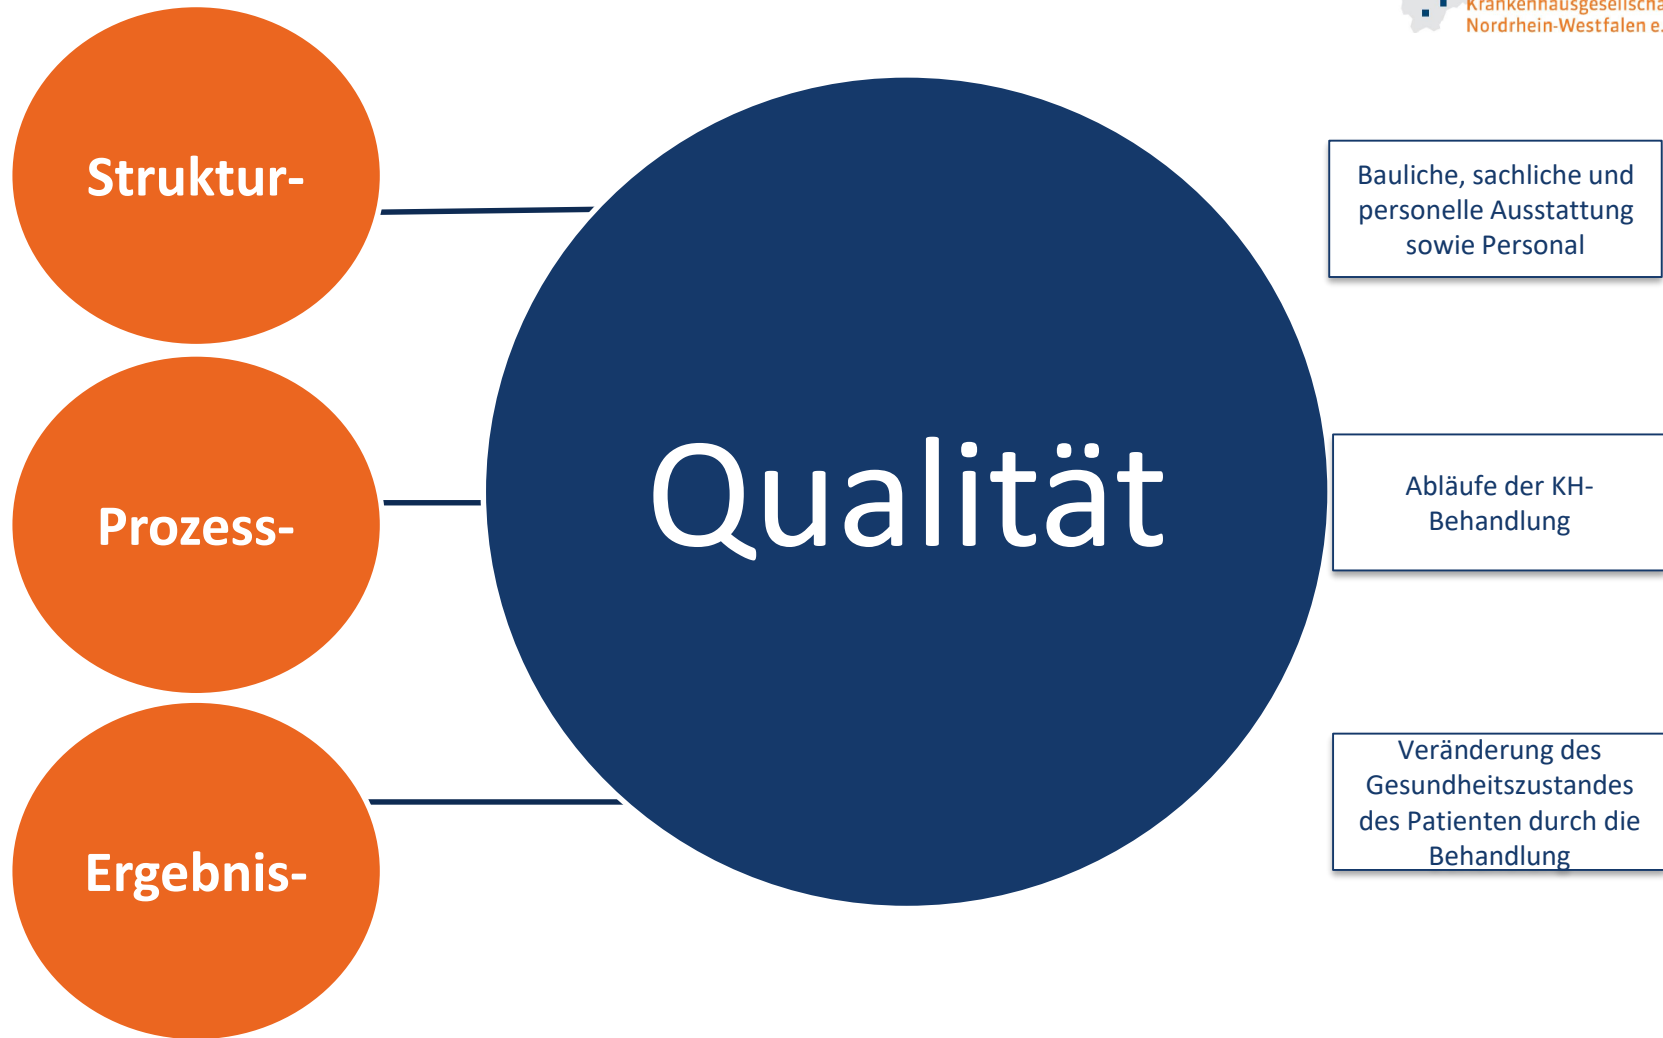 Nordrhein-Westfalen e.
Struktur-
Qualität
Prozess-
Ergebnis-
Bauliche, sachliche und
personelle Ausstattung
sowie Personal
Abläufe der KH-
Behandlung
Veränderung des
Gesundheitszustandes
des Patienten durch die
Behandlung